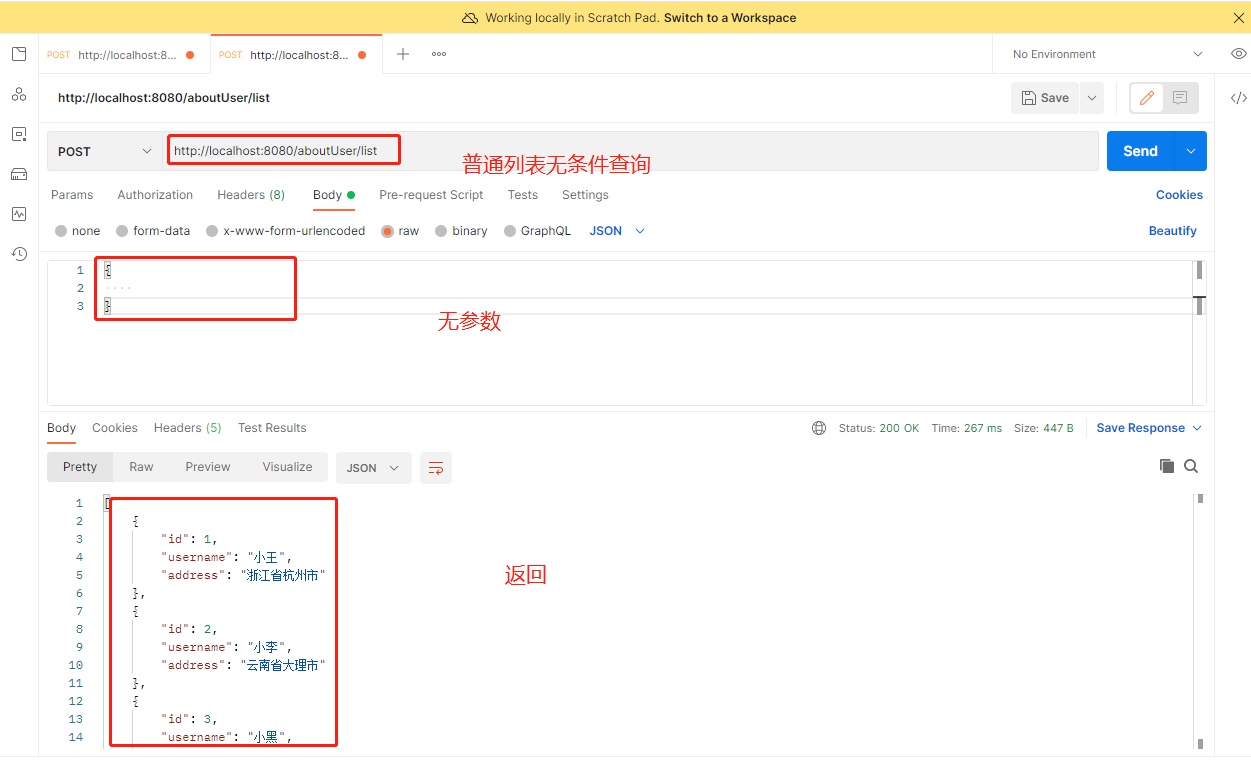 Working locally in Scratch Pad. Switch to a Workspace
POST http://localhost:8... POST http://localhost:8... No Environment
http://localhost:8080/aboutUser/list Save
POST http://localhost:8080/aboutUser/list Send
普通列表无条件查询
Params Authorization Headers (8) Body Pre-request Script Tests Settings Cookies
none form-data x-www-form-urlencoded raw binary GraphQL JSON Beautify
1 {
2 ····
3 }
无参数
Body Cookies Headers (5) Test Results Status: 200 OK Time: 267 ms Size: 447 B Save Response
Pretty Raw Preview Visualize JSON
1 [
2 {
3 "id": 1,
4 "username": "小王",
5 "address": "浙江省杭州市"
返回
6 },
7 {
8 "id": 2,
9 "username": "小李",
10 "address": "云南省大理市"
11 },
12 {
13 "id": 3,
14 "username": "小黑",